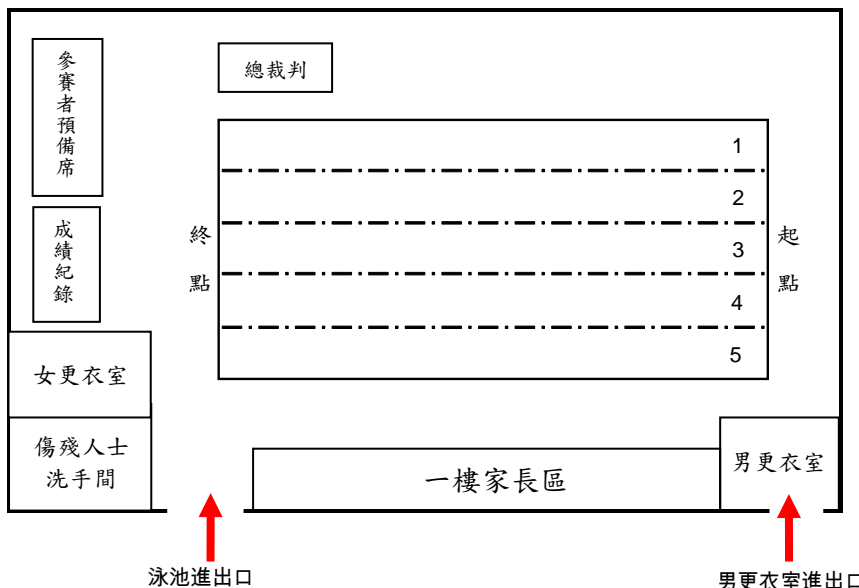 總裁判
參賽者預備席
1
2
3
4
5
成績紀錄
終點
起點
女更衣室
傷殘人士
洗手間
一樓家長區
男更衣室
泳池進出口
男更衣室進出口